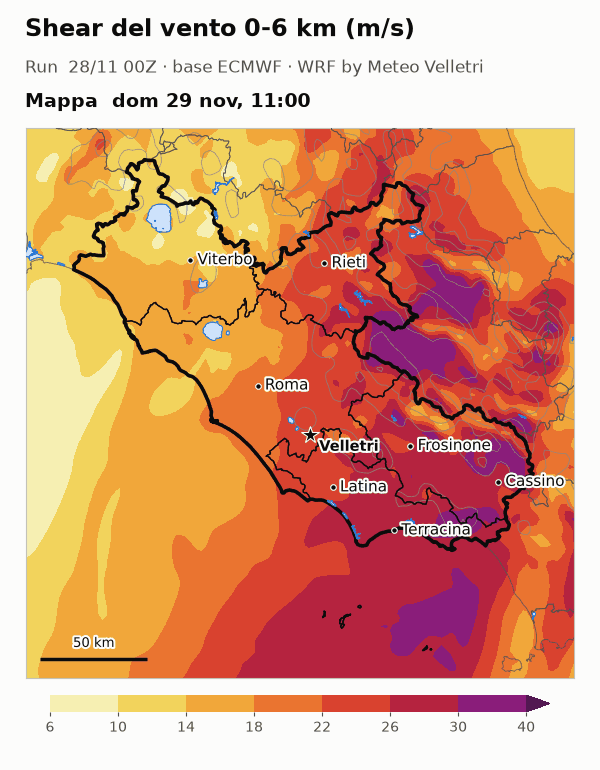 Shear del vento 0-6 km (m/s)
Run  28/11 00Z · base ECMWF · WRF by Meteo Velletri
Mappa  dom 29 nov, 11:00
Viterbo
Rieti
Roma
Velletri
Frosinone
Latina
Cassino
Terracina
50 km
6 10 14 18 22 26 30 40